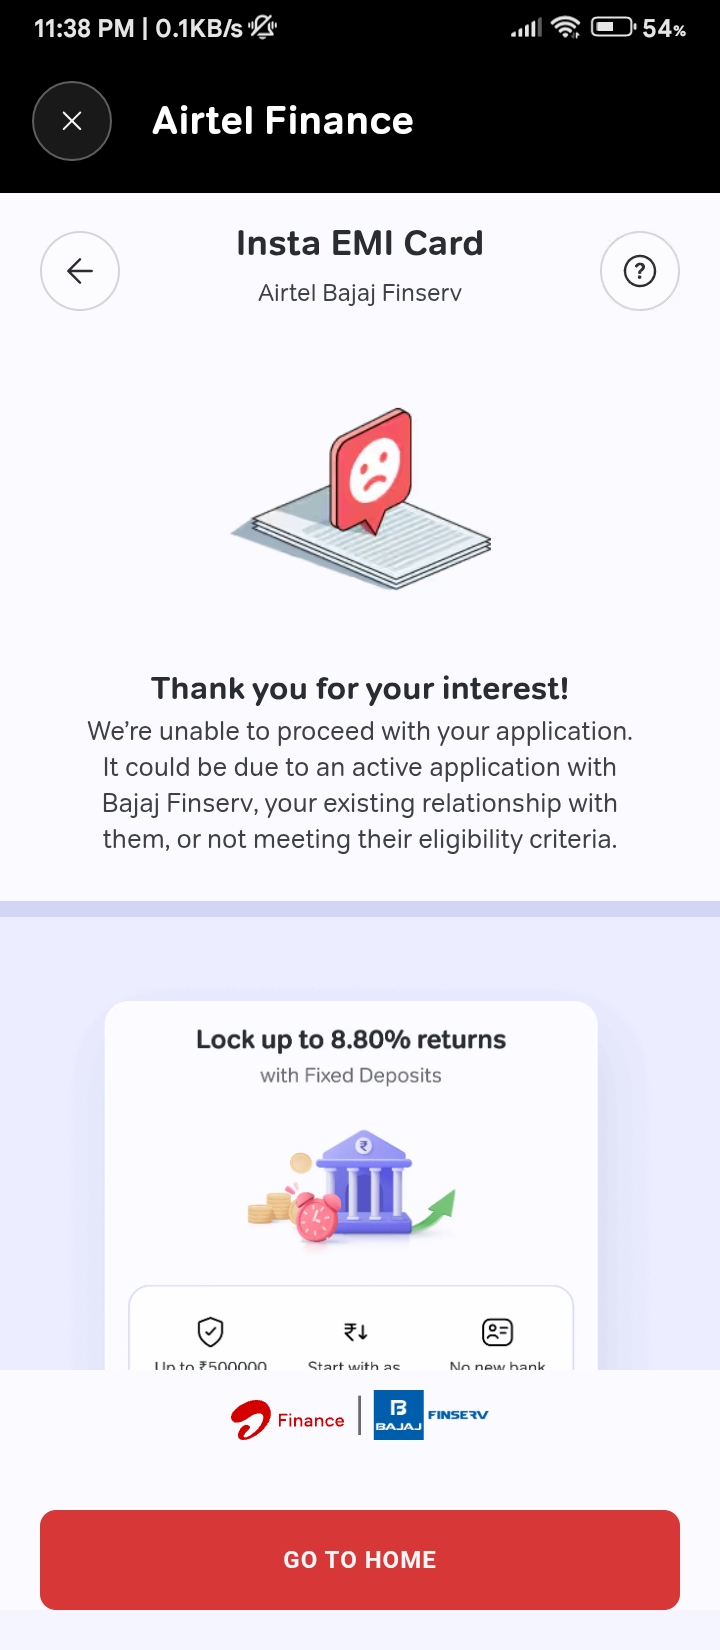 11:38 PM | 0.1KB/s
54%
Airtel Finance
Insta EMI Card
Airtel Bajaj Finserv
Thank you for your interest!
We're unable to proceed with your application.
It could be due to an active application with
Bajaj Finserv, your existing relationship with
them, or not meeting their eligibility criteria.
Lock up to 8.80% returns
with Fixed Deposits
Up to ₹500000
Start with as
No new bank
Finance
BAJAJ
FINSERV
GO TO HOME